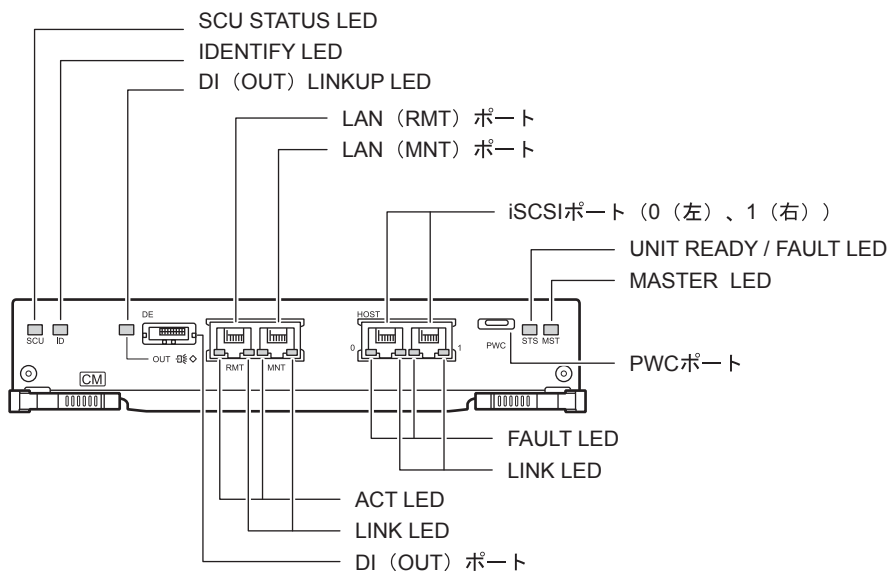 SCU STATUS LED
IDENTIFY LED
DI（OUT）LINKUP LED
LAN（RMT）ポート
LAN（MNT）ポート
iSCSIポート（0（左）、1（右））
UNIT READY / FAULT LED
MASTER LED
DE
HOST
SCU
ID
OUT
RMT
MNT
0
1
PWC
STS
MST
CM
PWCポート
FAULT LED
LINK LED
ACT LED
LINK LED
DI（OUT）ポート